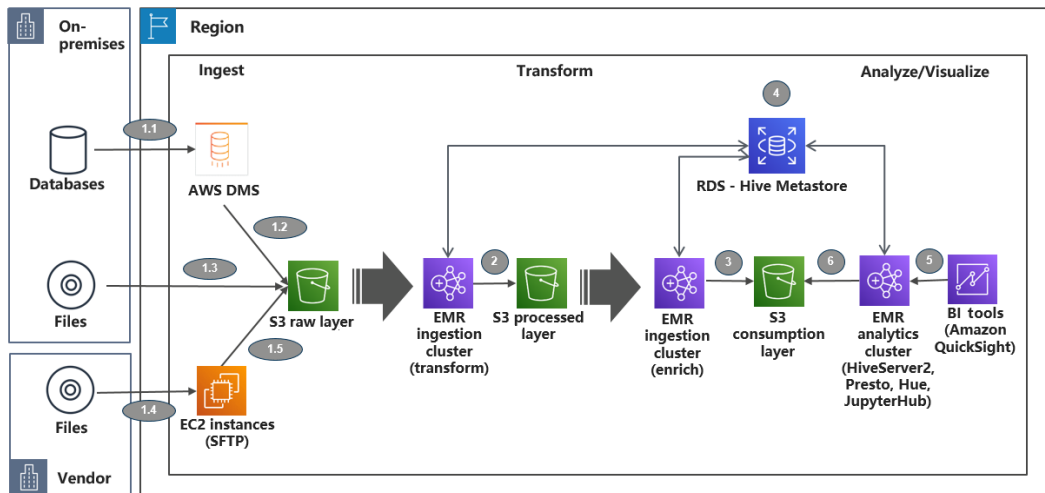 On-
premises
Region
Ingest
Transform
Analyze/Visualize
4
1.1
Databases
AWS DMS
RDS - Hive Metastore
1.2
1.3
2
3
6
5
Files
S3 raw layer
EMR
ingestion
cluster
(transform)
S3 processed
layer
EMR
ingestion
cluster
(enrich)
S3
consumption
layer
EMR
analytics
cluster
(HiveServer2,
Presto, Hue,
JupyterHub)
BI tools
(Amazon
QuickSight)
1.5
1.4
Files
EC2 instances
(SFTP)
Vendor